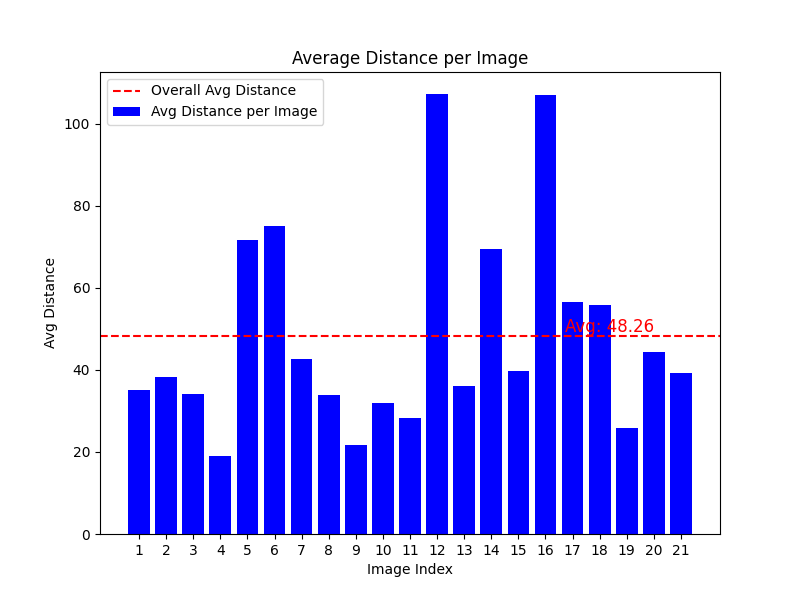 Average Distance per Image
Overall Avg Distance
Avg Distance per Image
100
80
60
40
20
0
Avg Distance
Avg: 48.26
1 2 3 4 5 6 7 8 9 10 11 12 13 14 15 16 17 18 19 20 21
Image Index